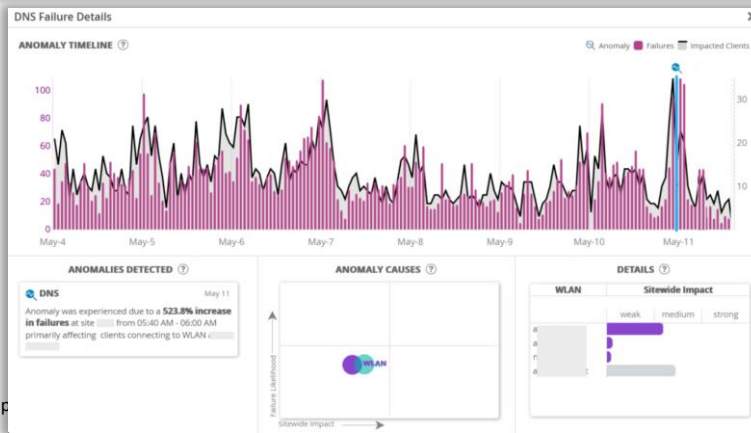 DNS Failure Details
ANOMALY TIMELINE ?
Anomaly Failures Impacted Clients
100
80
60
40
20
0
30
20
10
May-4 May-5 May-6 May-7 May-8 May-9 May-10 May-11
ANOMALIES DETECTED ?
DNS May 11
Anomaly was experienced due to a 523.8% increase
in failures at site from 05:40 AM - 06:00 AM
primarily affecting clients connecting to WLAN
ANOMALY CAUSES ?
Failure Likelihood
WLAN
Sitewide Impact
DETAILS ?
WLAN Sitewide Impact
weak medium strong